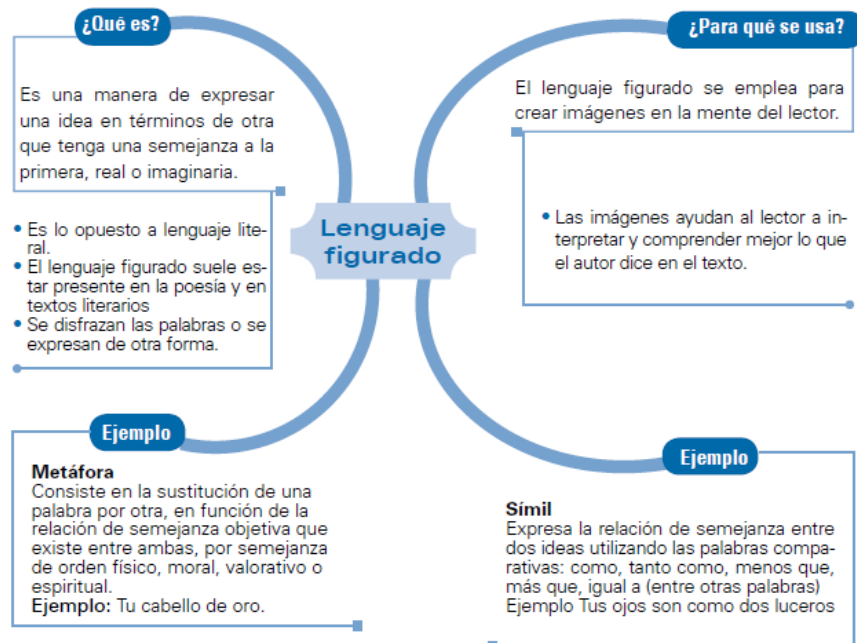 ¿Qué es?
Es una manera de expresar
una idea en términos de otra
que tenga una semejanza a la
primera, real o imaginaria.
• Es lo opuesto a lenguaje lite-
ral.
• El lenguaje figurado suele es-
tar presente en la poesía y en
textos literarios
• Se disfrazan las palabras o se
expresan de otra forma.
¿Para qué se usa?
El lenguaje figurado se emplea para
crear imágenes en la mente del lector.
• Las imágenes ayudan al lector a in-
terpretar y comprender mejor lo que
el autor dice en el texto.
Lenguaje
figurado
Ejemplo
Metáfora
Consiste en la sustitución de una
palabra por otra, en función de la
relación de semejanza objetiva que
existe entre ambas, por semejanza
de orden físico, moral, valorativo o
espiritual.
Ejemplo: Tu cabello de oro.
Ejemplo
Símil
Expresa la relación de semejanza entre
dos ideas utilizando las palabras compa-
rativas: como, tanto como, menos que,
más que, igual a (entre otras palabras)
Ejemplo Tus ojos son como dos luceros